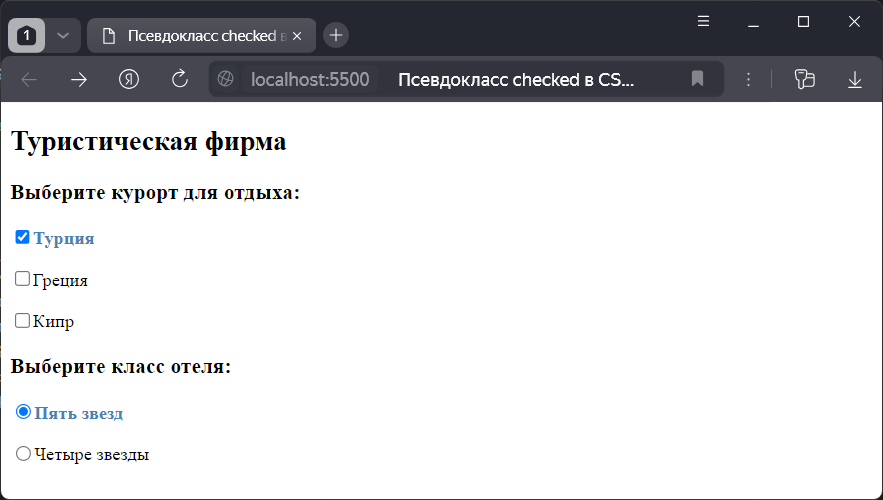 1
Псевдокласс checked в
Я
localhost:5500
Псевдокласс checked в CS...
Туристическая фирма
Выберите курорт для отдыха:
Турция
Греция
Кипр
Выберите класс отеля:
Пять звезд
Четыре звезды